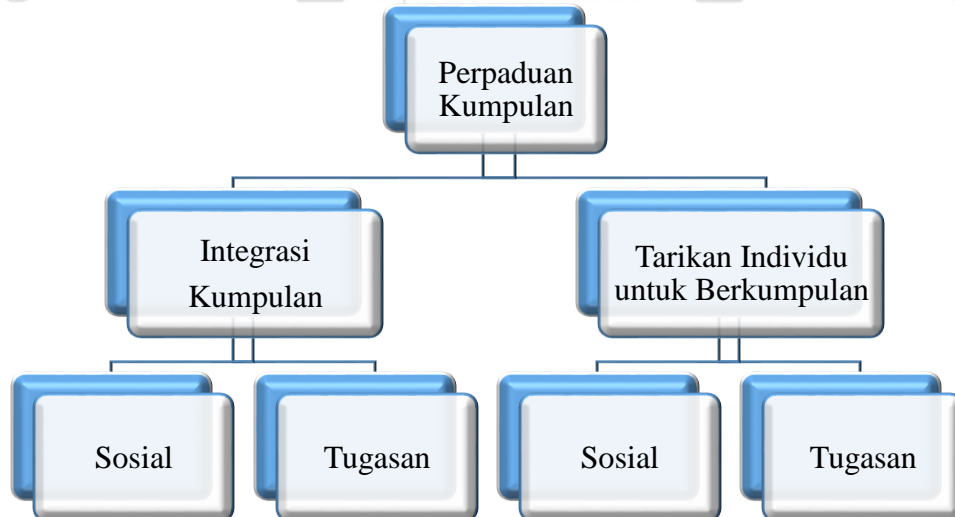 Perpaduan
Kumpulan
Integrasi
Kumpulan
Tarikan Individu
untuk Berkumpulan
Sosial
Tugasan
Sosial
Tugasan